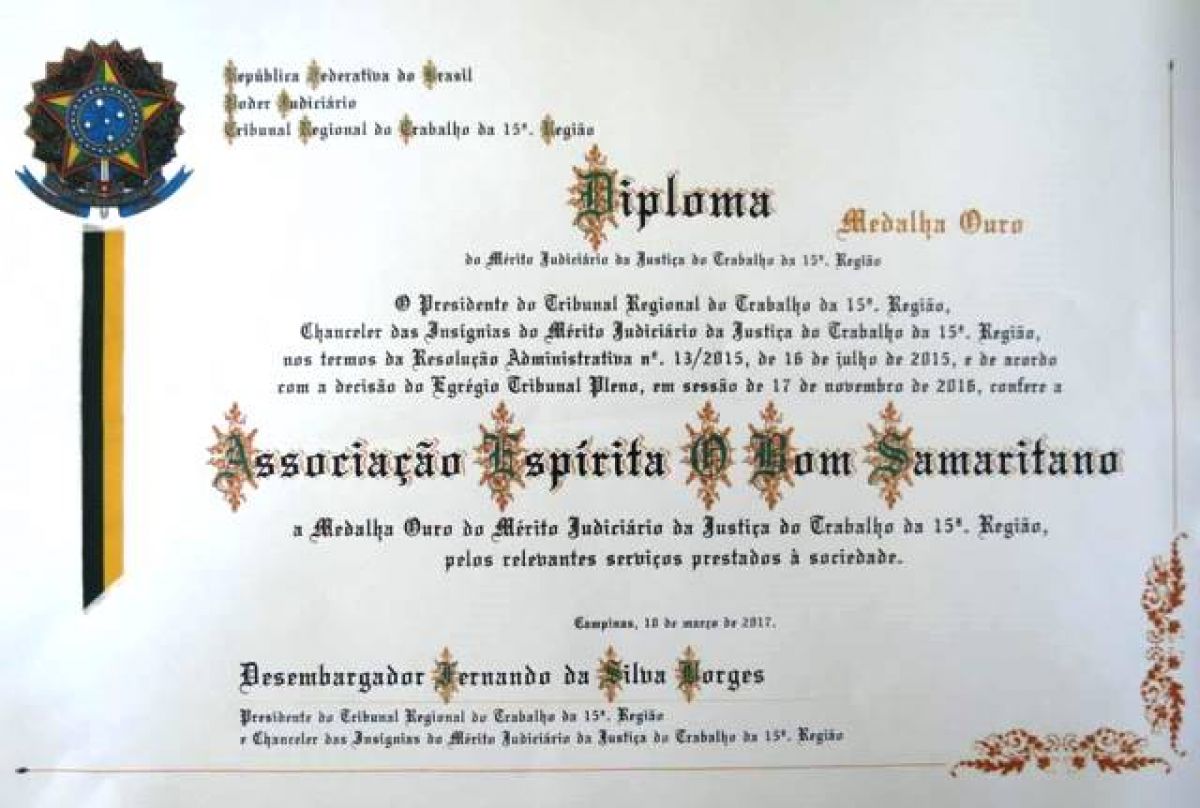 República Federativa do Brasil
Poder Judiciário
Tribunal Regional do Trabalho da 15ª. Região
Diploma
Medalha Ouro
do Mérito Judiciário da Justiça do Trabalho da 15ª. Região
O Presidente do Tribunal Regional do Trabalho da 15ª. Região,
Chanceler das Insígnias do Mérito Judiciário da Justiça do Trabalho da 15ª. Região,
nos termos da Resolução Administrativa nº. 13/2015, de 16 de julho de 2015, e de acordo
com a decisão do Egrégio Tribunal Pleno, em sessão de 17 de novembro de 2016, confere a
Associação Espírita O Bom Samaritano
a Medalha Ouro do Mérito Judiciário da Justiça do Trabalho da 15ª. Região,
pelos relevantes serviços prestados à sociedade.
Campinas, 10 de março de 2017.
Desembargador Fernando da Silva Borges
Presidente do Tribunal Regional do Trabalho da 15ª. Região
e Chanceler das Insígnias do Mérito Judiciário da Justiça do Trabalho da 15ª. Região